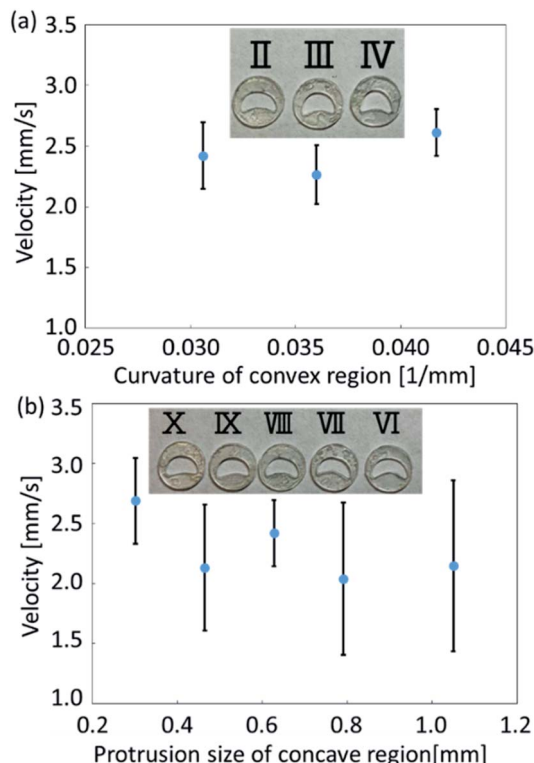 (a)
3.5
3.0
2.5
2.0
1.5
1.0
Velocity [mm/s]
II III IV
0.025 0.030 0.035 0.040 0.045
Curvature of convex region [1/mm]
(b)
3.5
3.0
2.5
2.0
1.5
1.0
Velocity [mm/s]
X IX VIII VII VI
0.2 0.4 0.6 0.8 1.0 1.2
Protrusion size of concave region[mm]